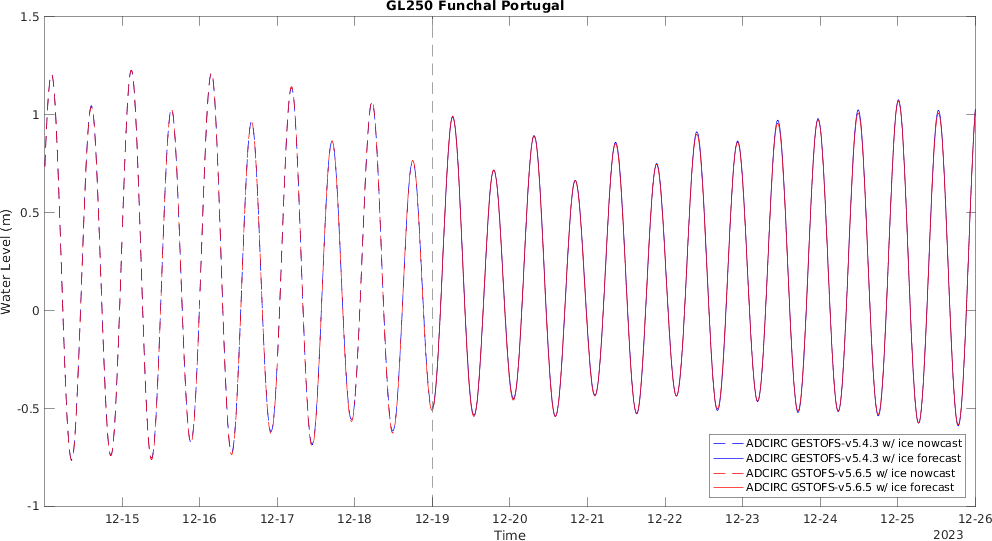 GL250 Funchal Portugal
1.5
1
0.5
0
-0.5
-1
Water Level (m)
12-15 12-16 12-17 12-18 12-19 12-20 12-21 12-22 12-23 12-24 12-25 12-26
Time
2023
ADCIRC GESTOFS-v5.4.3 w/ ice nowcast
ADCIRC GESTOFS-v5.4.3 w/ ice forecast
ADCIRC GSTOFS-v5.6.5 w/ ice nowcast
ADCIRC GSTOFS-v5.6.5 w/ ice forecast